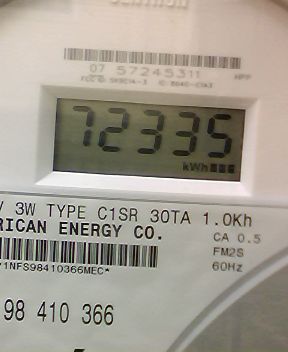 07 57245311 HPP
72335
kWh
V 3W TYPE C1SR 30TA 1.0Kh
RICAN ENERGY CO. CA 0.5
FM2S
*1NFS98410366MEC* 60Hz
98 410 366